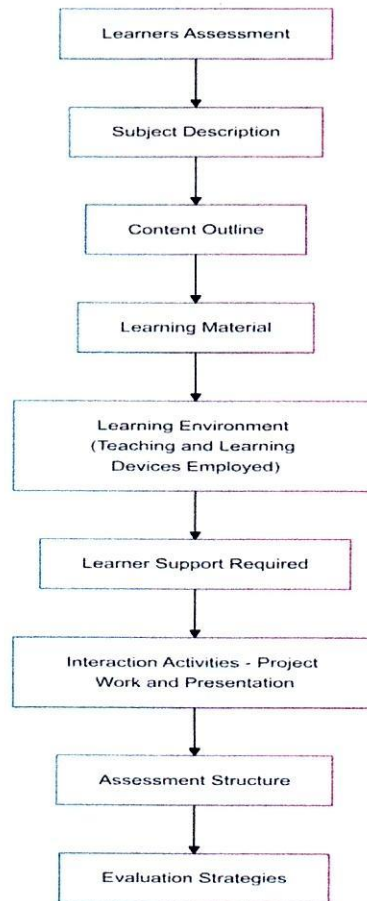 Learners Assessment
Subject Description
Content Outline
Learning Material
Learning Environment
(Teaching and Learning
Devices Employed)
Learner Support Required
Interaction Activities - Project
Work and Presentation
Assessment Structure
Evaluation Strategies